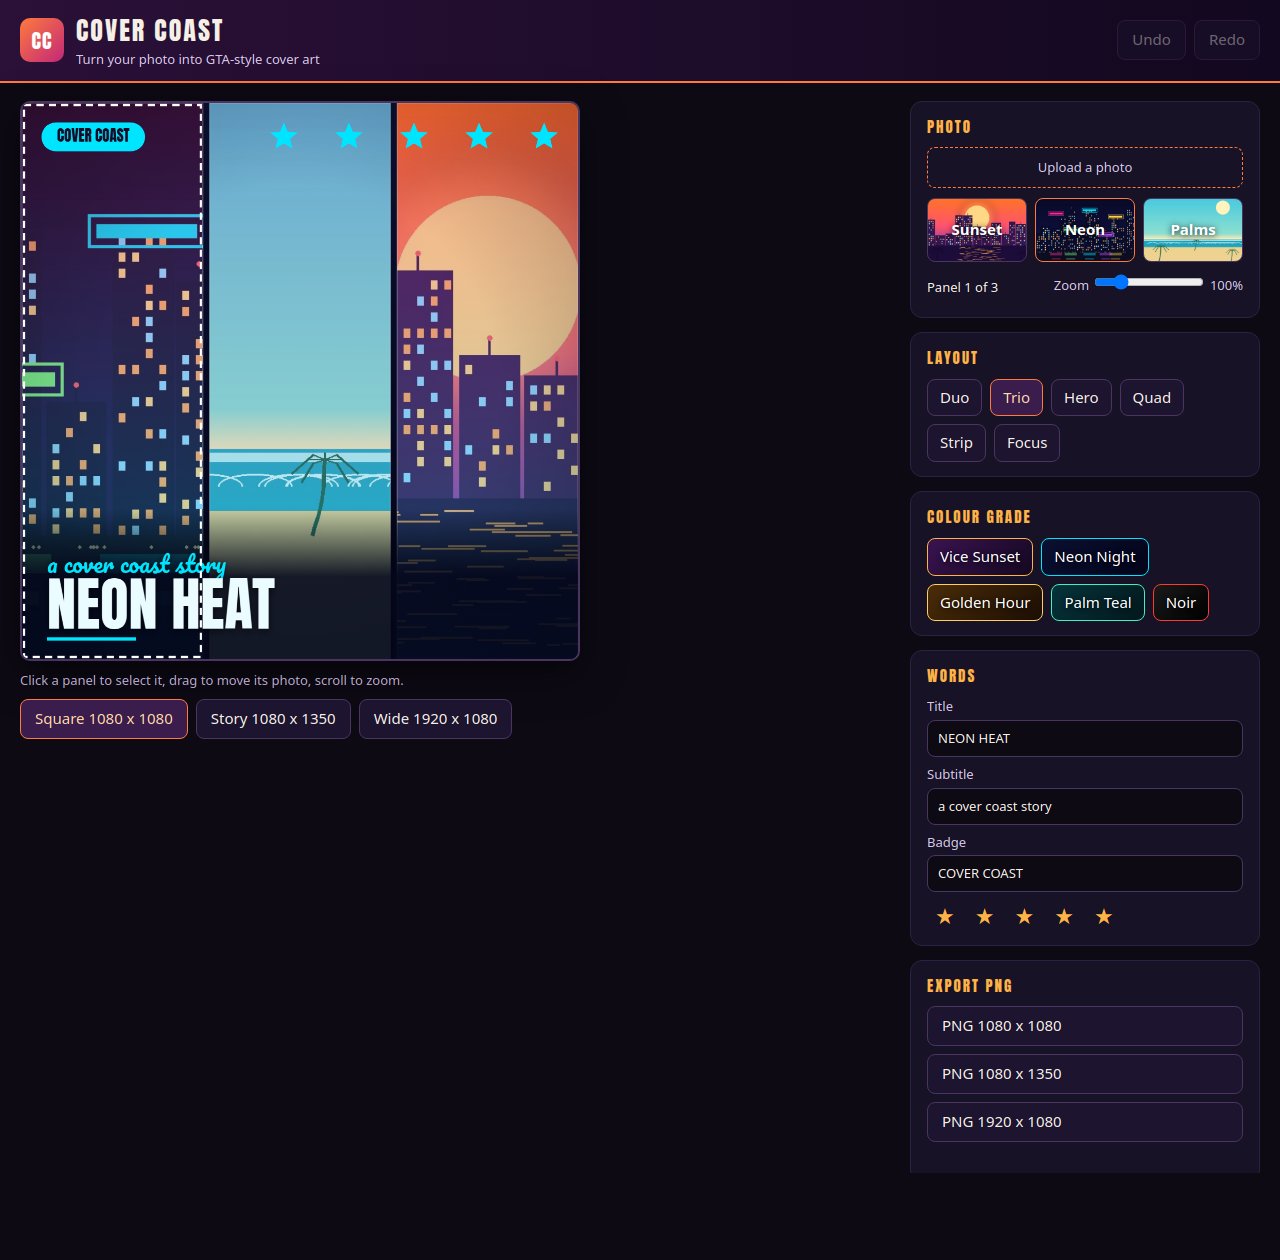 CC
COVER COAST
Turn your photo into GTA-style cover art
Undo
Redo
COVER COAST
a cover coast story
NEON HEAT
Click a panel to select it, drag to move its photo, scroll to zoom.
Square 1080 x 1080
Story 1080 x 1350
Wide 1920 x 1080
PHOTO
Upload a photo
Sunset
Neon
Palms
Panel 1 of 3
Zoom
100%
LAYOUT
Duo
Trio
Hero
Quad
Strip
Focus
COLOUR GRADE
Vice Sunset
Neon Night
Golden Hour
Palm Teal
Noir
WORDS
Title
NEON HEAT
Subtitle
a cover coast story
Badge
COVER COAST
EXPORT PNG
PNG 1080 x 1080
PNG 1080 x 1350
PNG 1920 x 1080